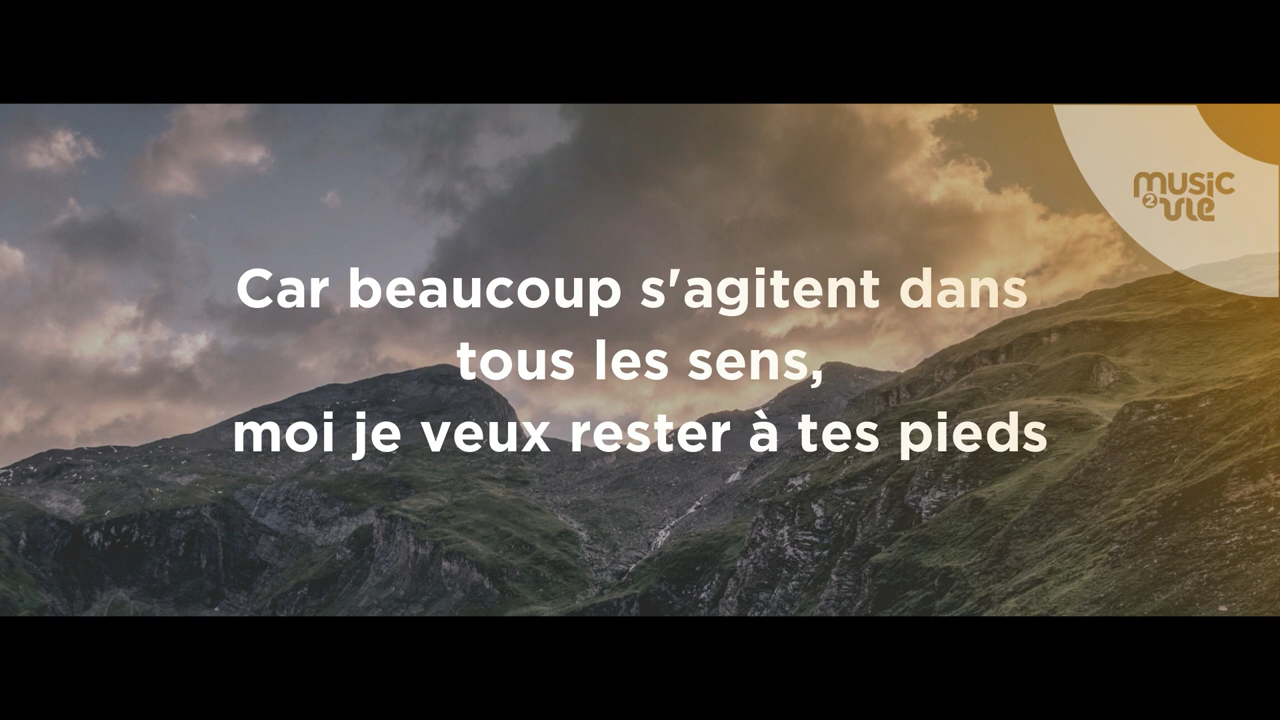 music
2 vie
Car beaucoup s'agitent dans
tous les sens,
moi je veux rester à tes pieds